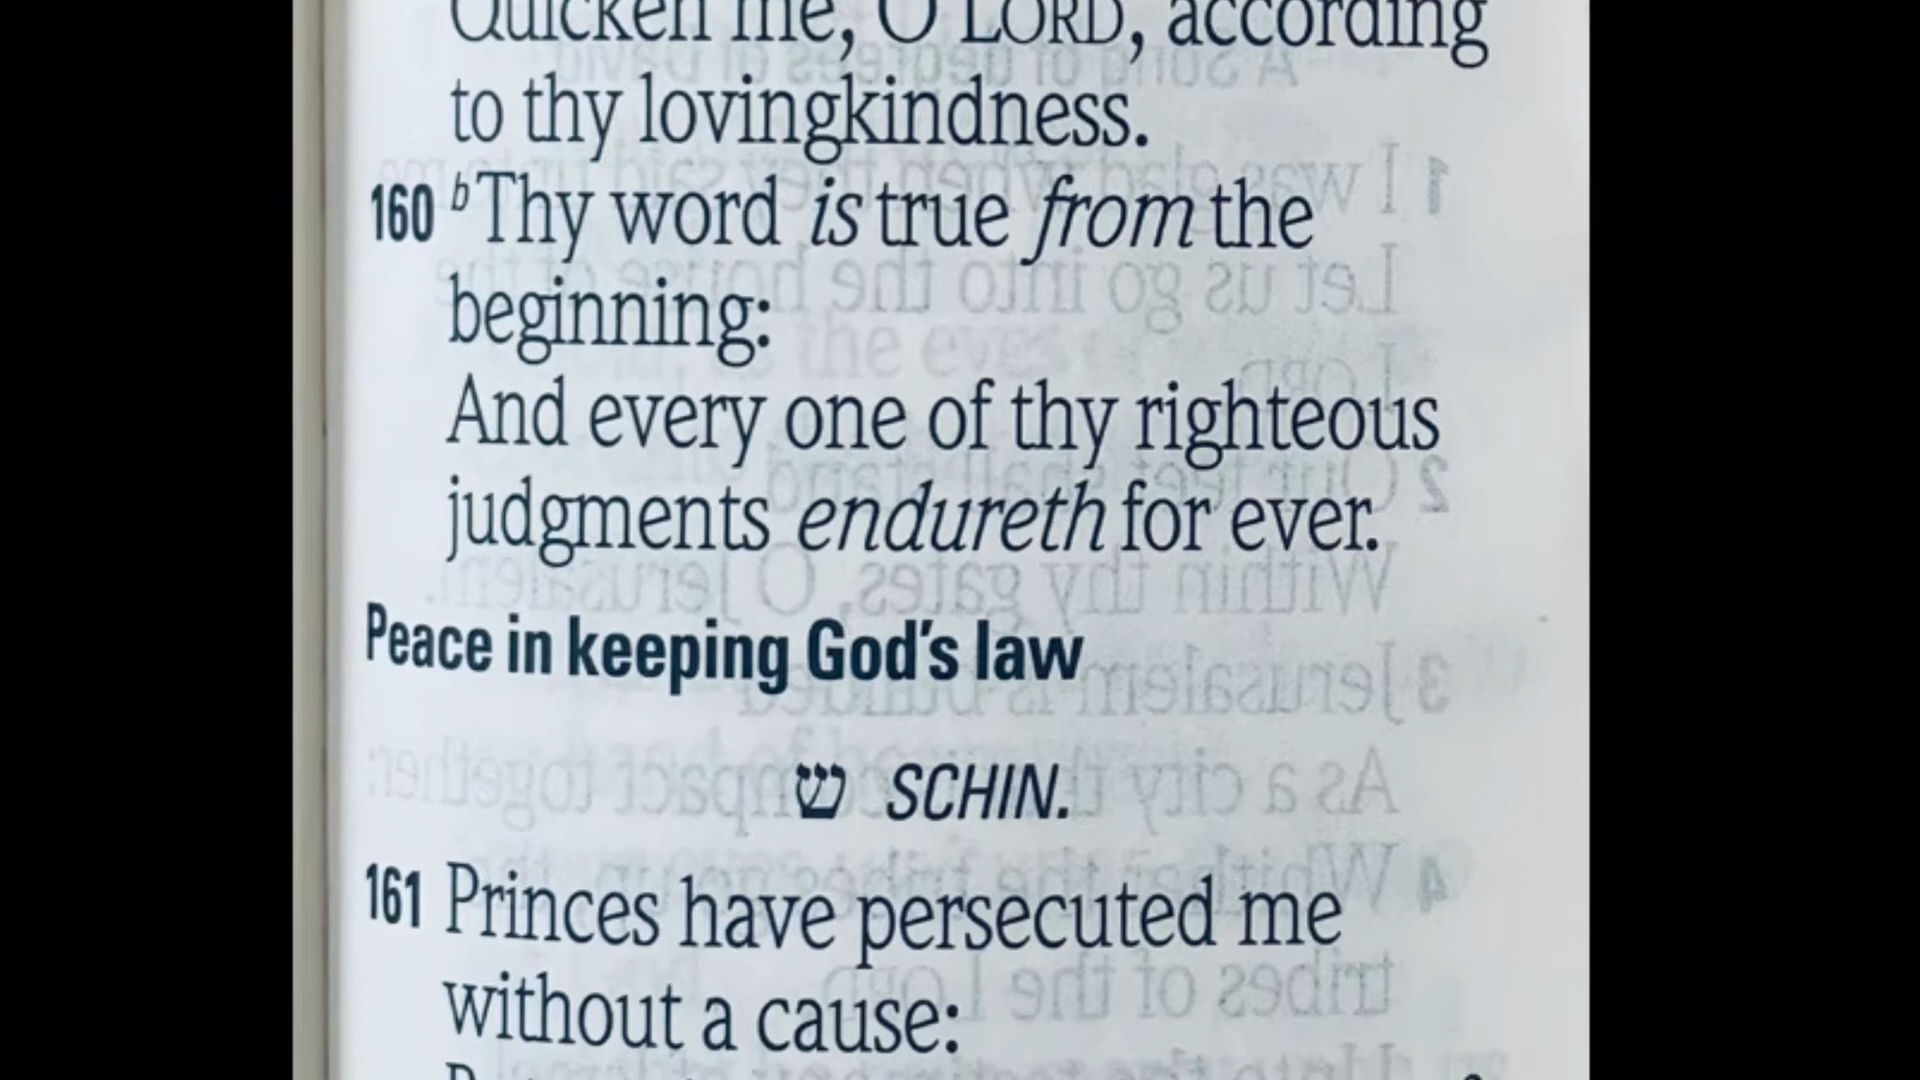 Quicken me, O LORD, according
to thy lovingkindness.
160 b Thy word is true from the
beginning:
And every one of thy righteous
judgments endureth for ever.
Peace in keeping God's law
ש SCHIN.
161 Princes have persecuted me
without a cause: